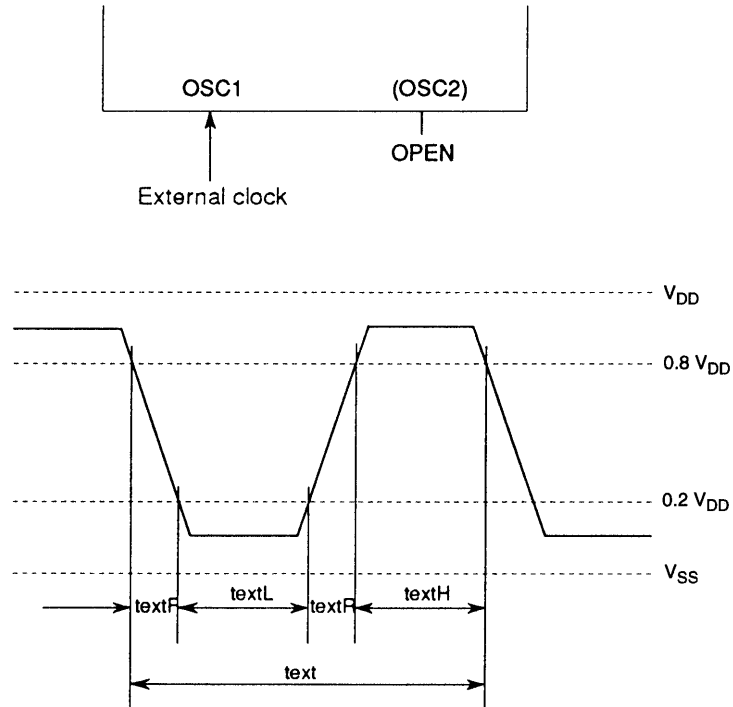 OSC1 (OSC2)
OPEN
External clock
VDD
0.8 VDD
0.2 VDD
VSS
textF textL textR textH
text